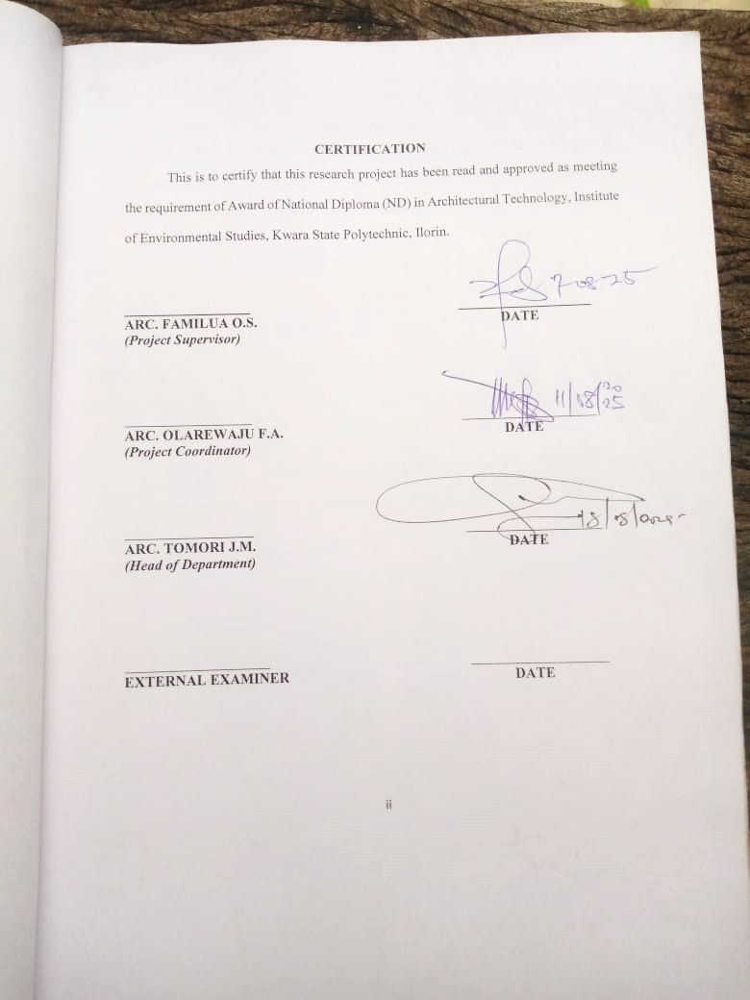 CERTIFICATION
This is to certify that this research project has been read and approved as meeting
the requirement of Award of National Diploma (ND) in Architectural Technology, Institute
of Environmental Studies, Kwara State Polytechnic, Ilorin.
7-08-25
ARC. FAMILUA O.S.
DATE
(Project Supervisor)
11/08/2025
ARC. OLAREWAJU F.A.
DATE
(Project Coordinator)
ARC. TOMORI J.M.
DATE
(Head of Department)
EXTERNAL EXAMINER
DATE
ii